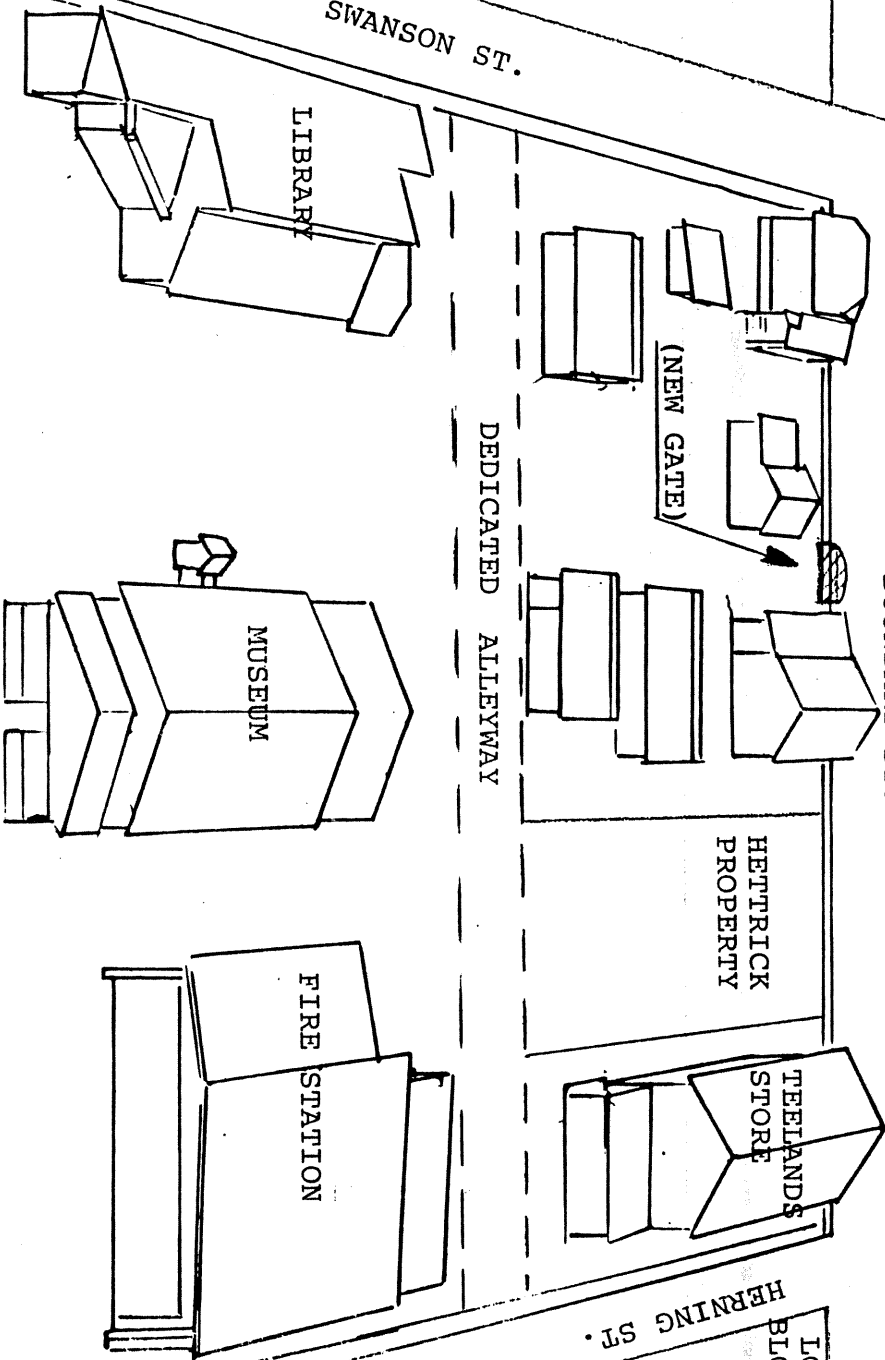 SWANSON ST.
LIBRARY
(NEW GATE)
DEDICATED ALLEYWAY
MUSEUM
HETTRICK
PROPERTY
TEELANDS
STORE
FIRE STATION
HERNING ST.